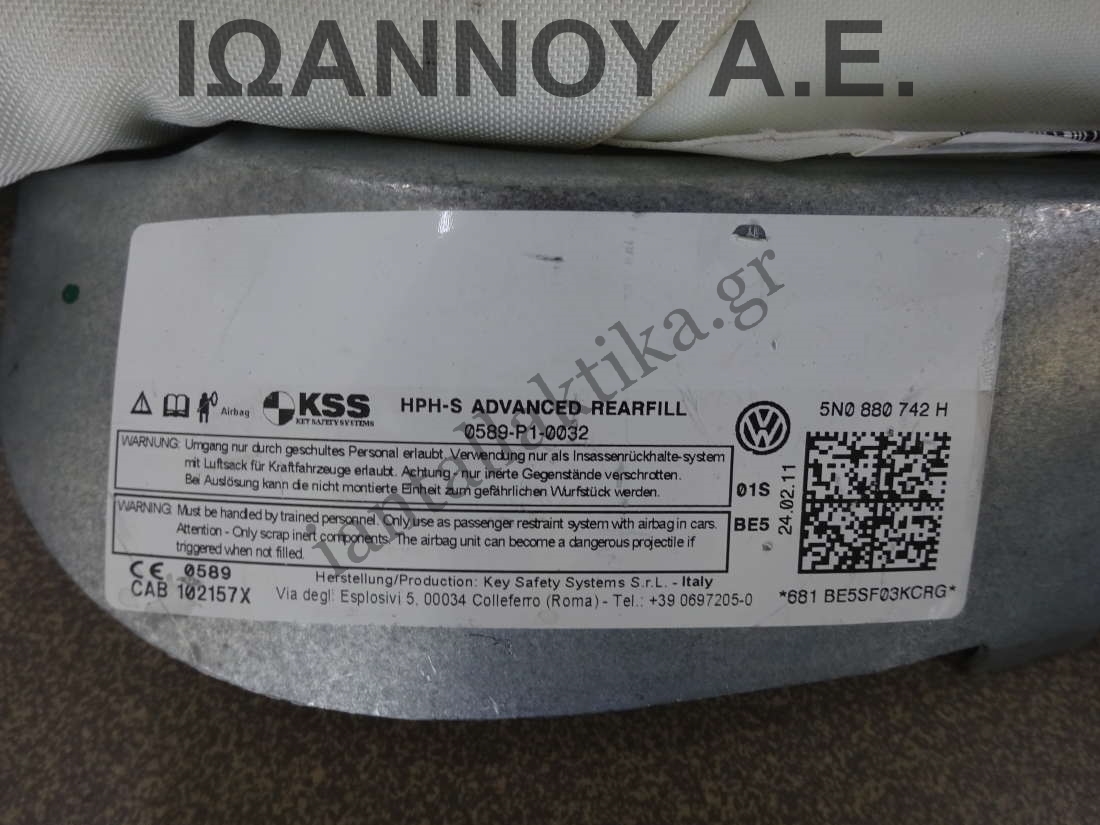 ΙΩΑΝΝΟΥ Α.Ε.
iantalaktika.gr
Airbag
KSS
KEY SAFETY SYSTEMS
HPH-S ADVANCED REARFILL
0589-P1-0032
5N0 880 742 H
WARNUNG: Umgang nur durch geschultes Personal erlaubt. Verwendung nur als Insassenrückhalte-system
mit Luftsack für Kraftfahrzeuge erlaubt. Achtung - nur inerte Gegenstände verschrotten.
Bei Auslösung kann die nicht montierte Einheit zum gefährlichen Wurfstück werden.
01S
BE5
24.02.11
WARNING: Must be handled by trained personnel. Only use as passenger restraint system with airbag in cars.
Attention - Only scrap inert components. The airbag unit can become a dangerous projectile if
triggered when not filled.
CE 0589
CAB 102157X
Herstellung/Production: Key Safety Systems S.r.L. - Italy
Via degli Esplosivi 5, 00034 Colleferro (Roma) - Tel.: +39 0697205-0
*681 BE5SF03KCRG*